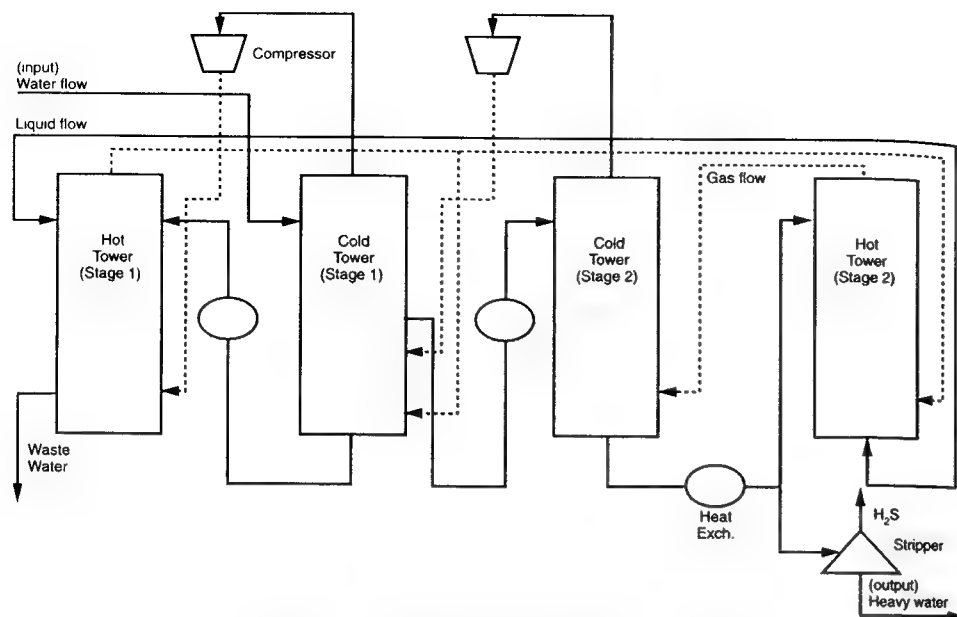 Compressor
(input)
Water flow
Liquid flow
Gas flow
Hot
Tower
(Stage 1)
Cold
Tower
(Stage 1)
Cold
Tower
(Stage 2)
Hot
Tower
(Stage 2)
Waste
Water
Heat
Exch.
H₂S
Stripper
(output)
Heavy water